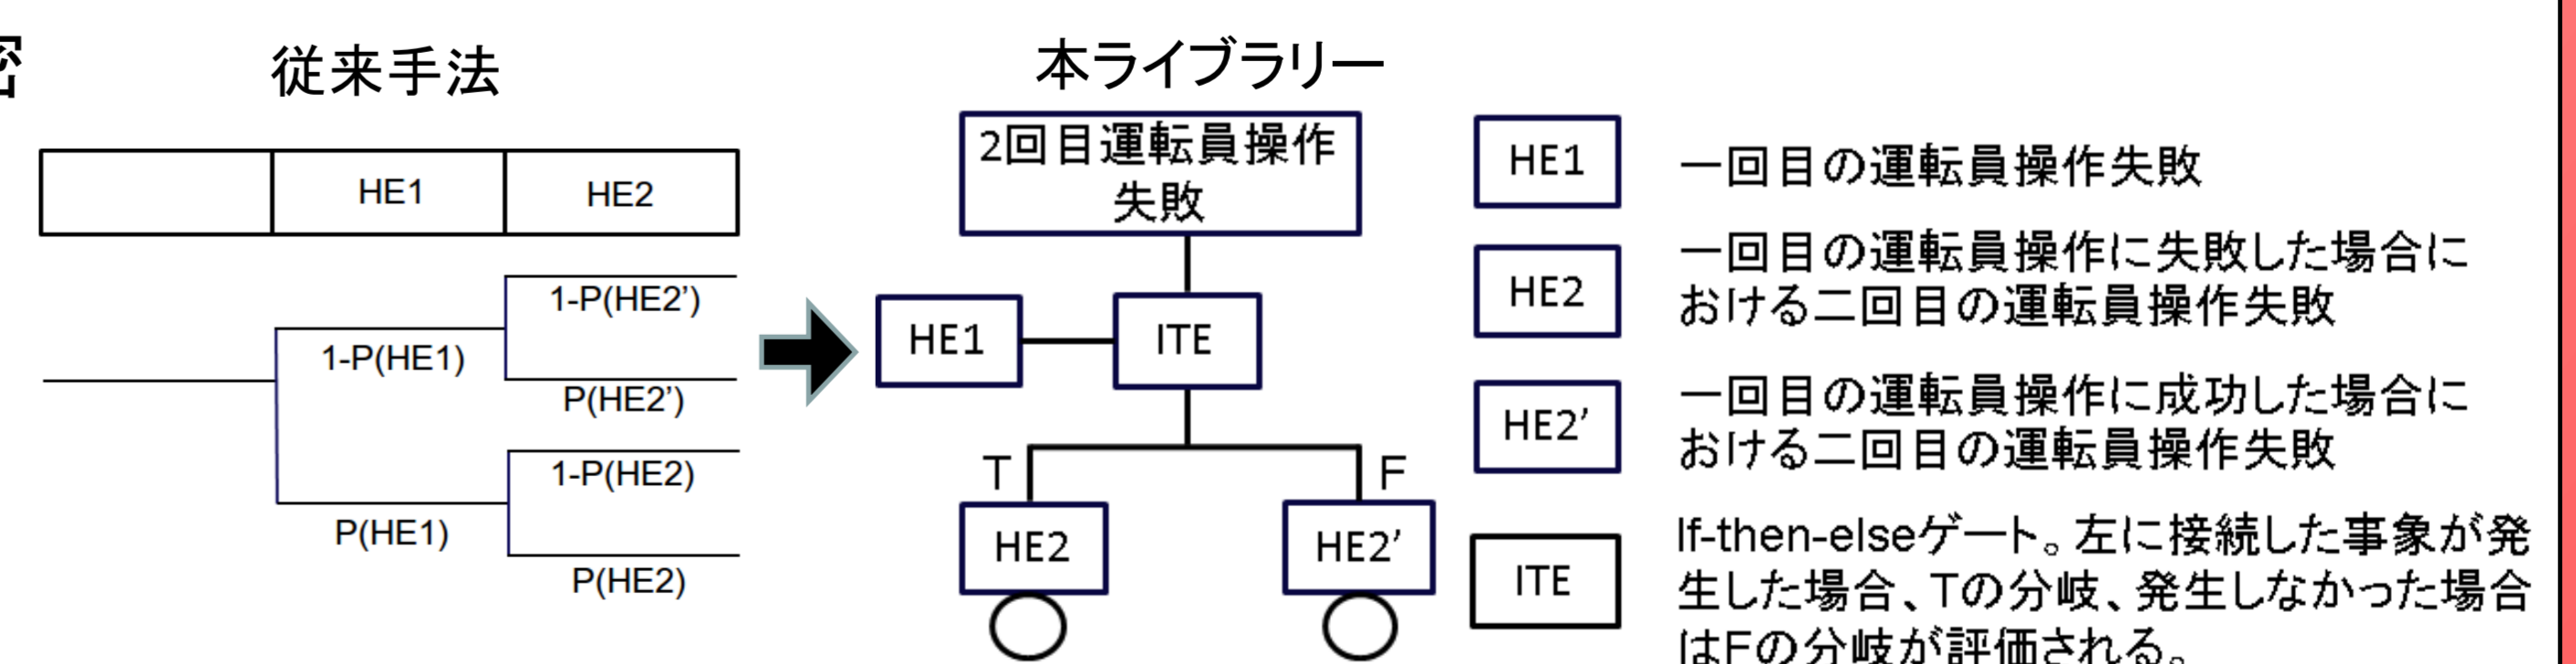 密
従来手法
HE1
HE2
1-P(HE2’)
1-P(HE1)
P(HE2’)
1-P(HE2)
P(HE1)
P(HE2)
本ライブラリー
2回目運転員操作
失敗
HE1
ITE
T
F
HE2
HE2’
HE1
一回目の運転員操作失敗
HE2
一回目の運転員操作に失敗した場合に
おける二回目の運転員操作失敗
HE2’
一回目の運転員操作に成功した場合に
おける二回目の運転員操作失敗
ITE
If-then-elseゲート。左に接続した事象が発
生した場合、Tの分岐、発生しなかった場合
はFの分岐が評価される。